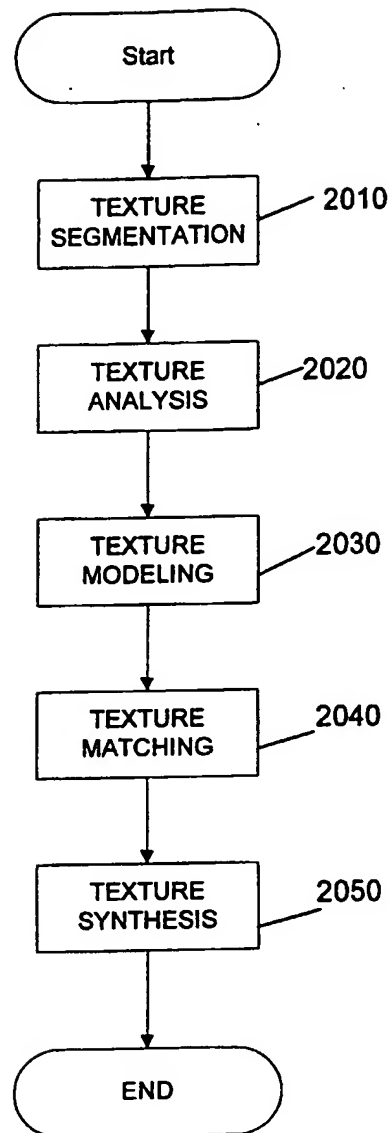 Start
TEXTURE
SEGMENTATION
2010
TEXTURE
ANALYSIS
2020
TEXTURE
MODELING
2030
TEXTURE
MATCHING
2040
TEXTURE
SYNTHESIS
2050
END